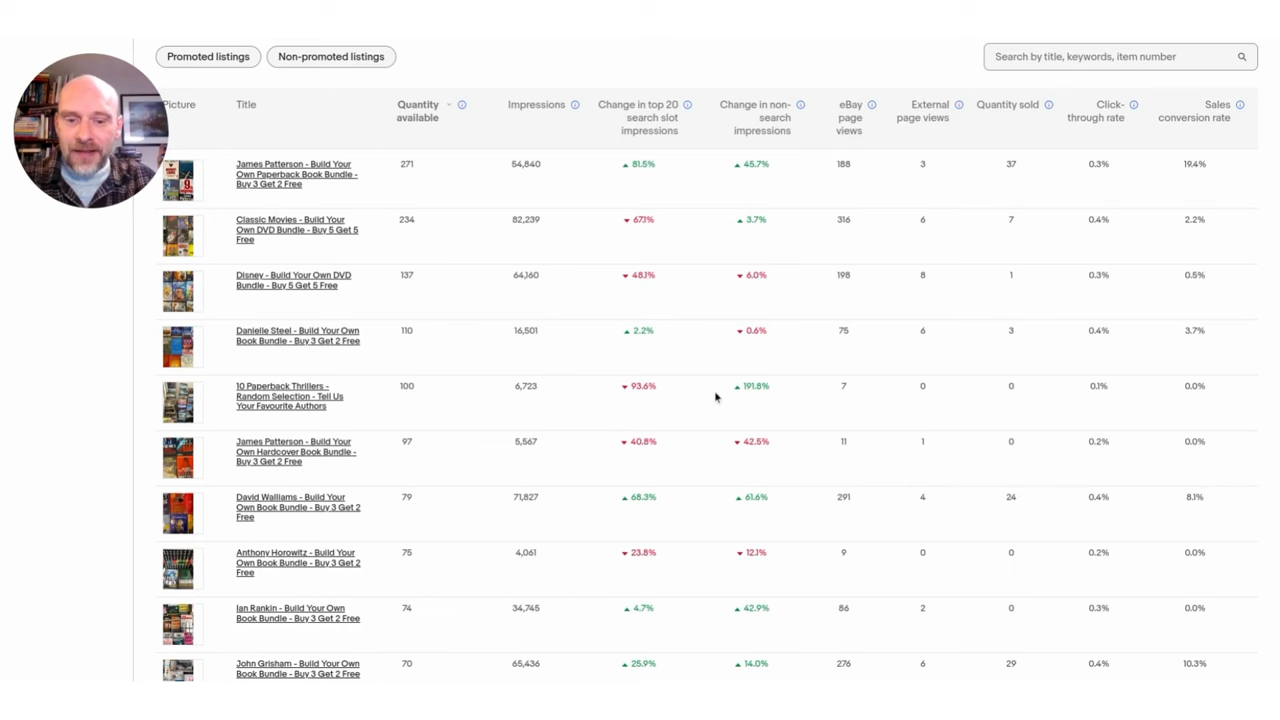 Promoted listings
Non-promoted listings
Search by title, keywords, item number
Picture
Title
Quantity available
Impressions
Change in top 20 search slot impressions
Change in non-search impressions
eBay page views
External page views
Quantity sold
Click-through rate
Sales conversion rate
James Patterson - Build Your
Own Paperback Book Bundle -
Buy 3 Get 2 Free
271
54,840
81.5%
45.7%
188
3
37
0.3%
19.4%
Classic Movies - Build Your
Own DVD Bundle - Buy 5 Get 5
Free
234
82,239
67.1%
3.7%
316
6
7
0.4%
2.2%
Disney - Build Your Own DVD
Bundle - Buy 5 Get 5 Free
137
64,160
48.1%
6.0%
198
8
1
0.3%
0.5%
Danielle Steel - Build Your Own
Book Bundle - Buy 3 Get 2 Free
110
16,501
2.2%
0.6%
75
6
3
0.4%
3.7%
10 Paperback Thrillers -
Random Selection - Tell Us
Your Favourite Authors
100
6,723
93.6%
191.8%
7
0
0
0.1%
0.0%
James Patterson - Build Your
Own Hardcover Book Bundle -
Buy 3 Get 2 Free
97
5,567
40.8%
42.5%
11
1
0
0.2%
0.0%
David Walliams - Build Your
Own Book Bundle - Buy 3 Get 2
Free
79
71,827
68.3%
61.6%
291
4
24
0.4%
8.1%
Anthony Horowitz - Build Your
Own Book Bundle - Buy 3 Get 2
Free
75
4,061
23.8%
12.1%
9
0
0
0.2%
0.0%
Ian Rankin - Build Your Own
Book Bundle - Buy 3 Get 2 Free
74
34,745
4.7%
42.9%
86
2
0
0.3%
0.0%
John Grisham - Build Your Own
Book Bundle - Buy 3 Get 2 Free
70
65,436
25.9%
14.0%
276
6
29
0.4%
10.3%